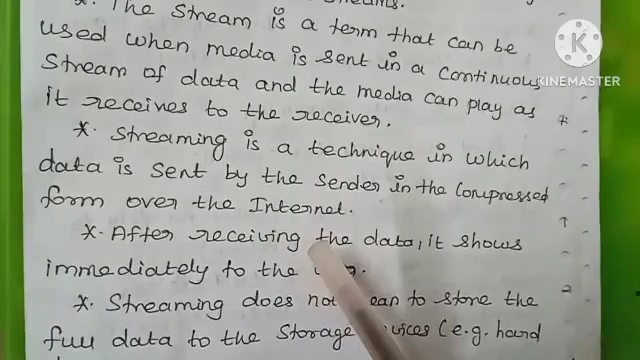 *. The Stream is a term that can be
used when media is sent in a continuous
Stream of data and the media can play as
it receives to the receiver.
*. Streaming is a technique in which
data is sent by the Sender in the Compressed
form over the Internet.
*. After receiving the data, it shows
immediately to the
*. Streaming does not to store the
full data to the Storage (e.g. hard
KINEMASTER